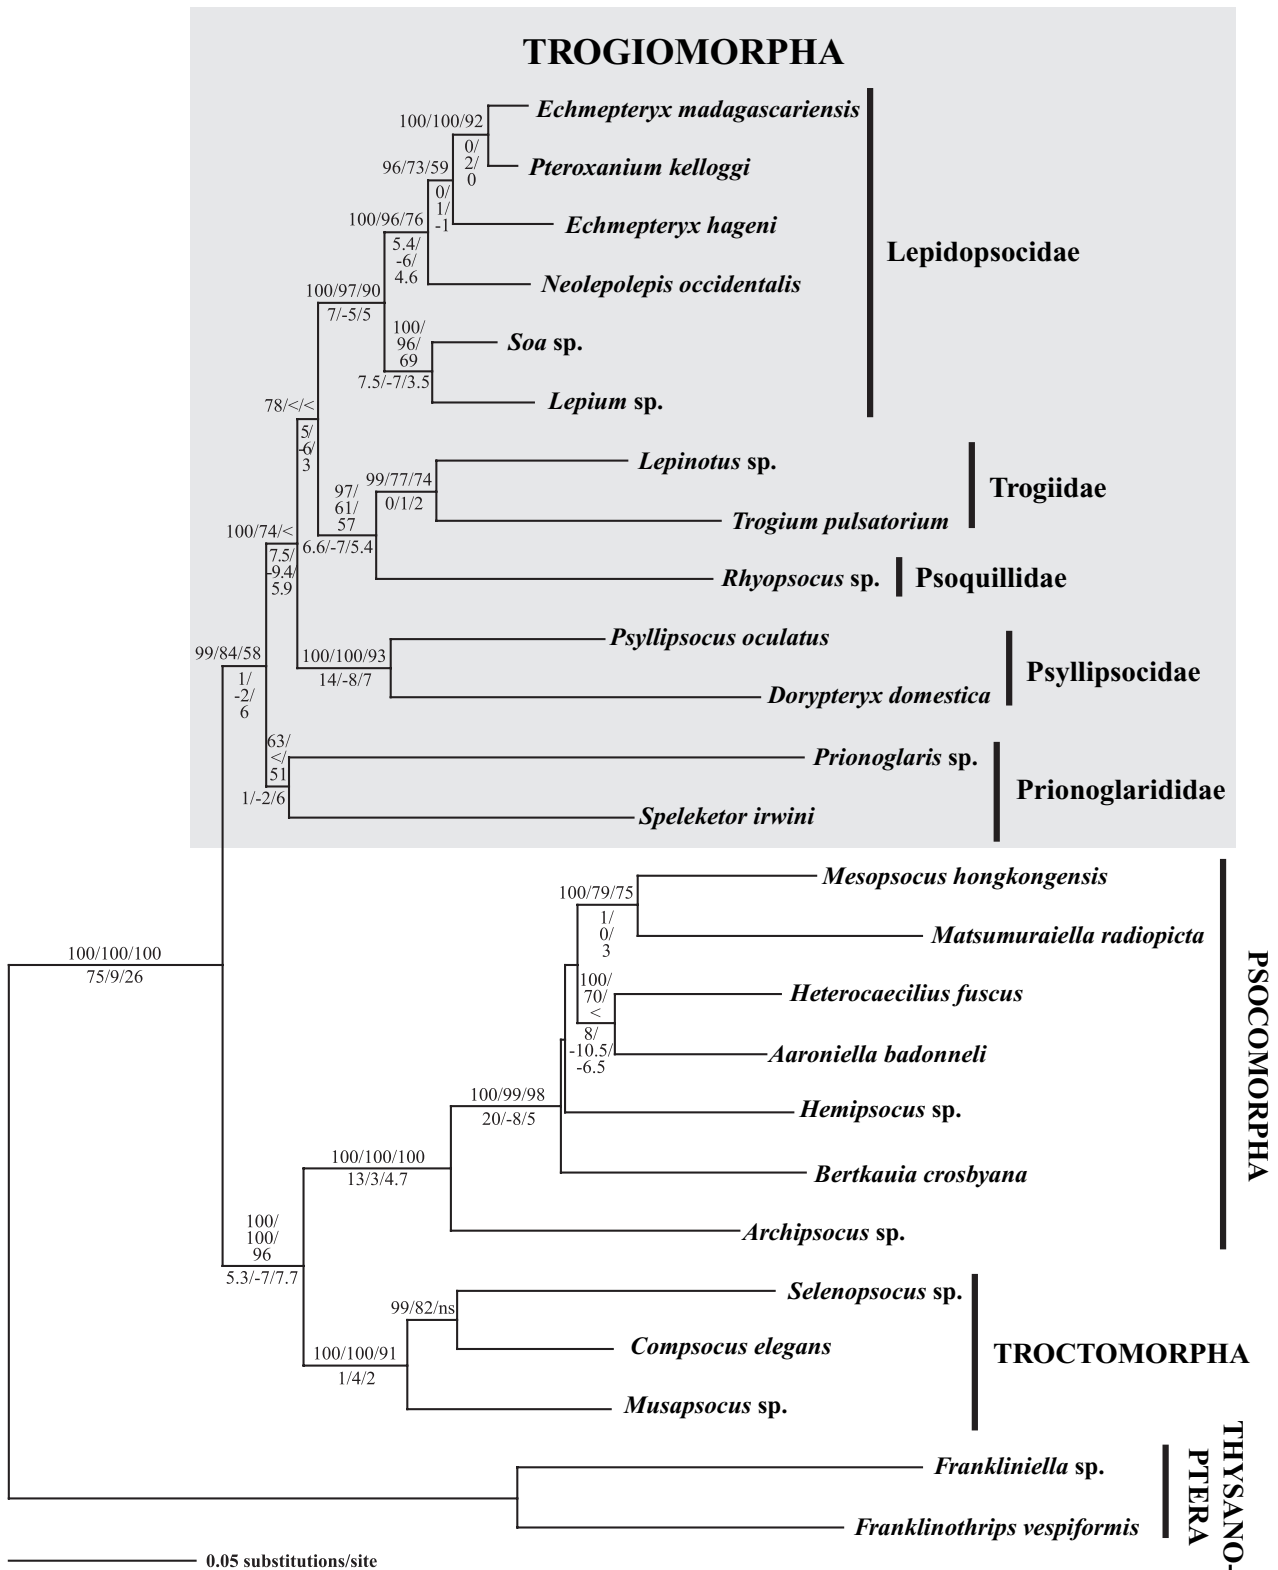 TROGIOMORPHA
100/100/92
Echmepteryx madagascariensis
0/
2/
0
Pteroxanium kelloggi
96/73/59
0/
1/
-1
Echmepteryx hageni
Lepidopsocidae
100/96/76
5.4/
-6/
4.6
Neolepolepis occidentalis
100/97/90
7/-5/5
100/
96/
69
Soa sp.
7.5/-7/3.5
Lepium sp.
78/</<
5/
-6/
3
Lepinotus sp.
99/77/74
0/1/2
Trogiidae
97/
61/
57
Trogium pulsatorium
6.6/-7/5.4
100/74/<
7.5/
-9.4/
5.9
Rhyopsocus sp.
Psoquillidae
Psyllipsocus oculatus
100/100/93
14/-8/7
Psyllipsocidae
Dorypteryx domestica
99/84/58
1/
-2/
6
63/
</
51
1/-2/6
Prionoglaris sp.
Prionoglarididae
Speleketor irwini
Mesopsocus hongkongensis
100/79/75
1/
0/
3
Matsumuraiella radiopicta
100/100/100
75/9/26
100/
70/
<
8/
-10.5/
-6.5
Heterocaecilius fuscus
Aaroniella badonneli
PSOCOMORPHA
100/99/98
20/-8/5
Hemipsocus sp.
100/100/100
13/3/4.7
Bertkauia crosbyana
Archipsocus sp.
100/
100/
96
5.3/-7/7.7
Selenopsocus sp.
99/82/ns
Compsocus elegans
TROCTOMORPHA
100/100/91
1/4/2
Musapsocus sp.
Frankliniella sp.
THYSANO-
PTERA
Franklinothrips vespiformis
0.05 substitutions/site